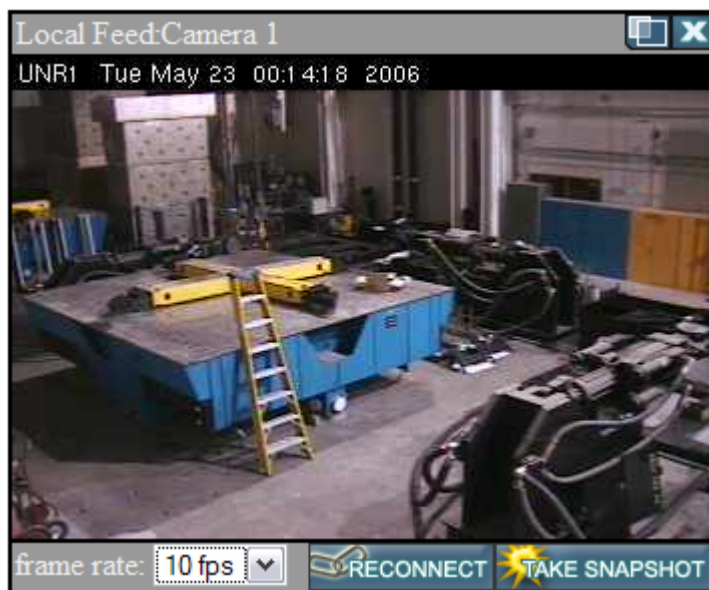 Local Feed:Camera 1
UNR1 Tue May 23 00:14:18 2006
frame rate: 10 fps RECONNECT TAKE SNAPSHOT